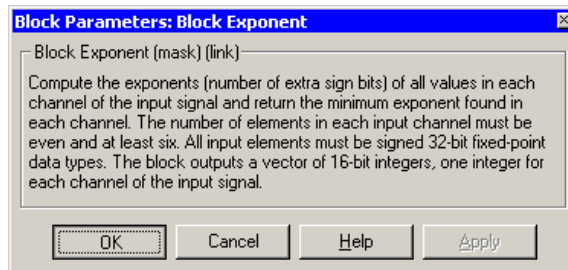 Block Parameters: Block Exponent
Block Exponent (mask) (link)
Compute the exponents (number of extra sign bits) of all values in each
channel of the input signal and return the minimum exponent found in
each channel. The number of elements in each input channel must be
even and at least six. All input elements must be signed 32-bit fixed-point
data types. The block outputs a vector of 16-bit integers, one integer for
each channel of the input signal.
OK Cancel Help Apply